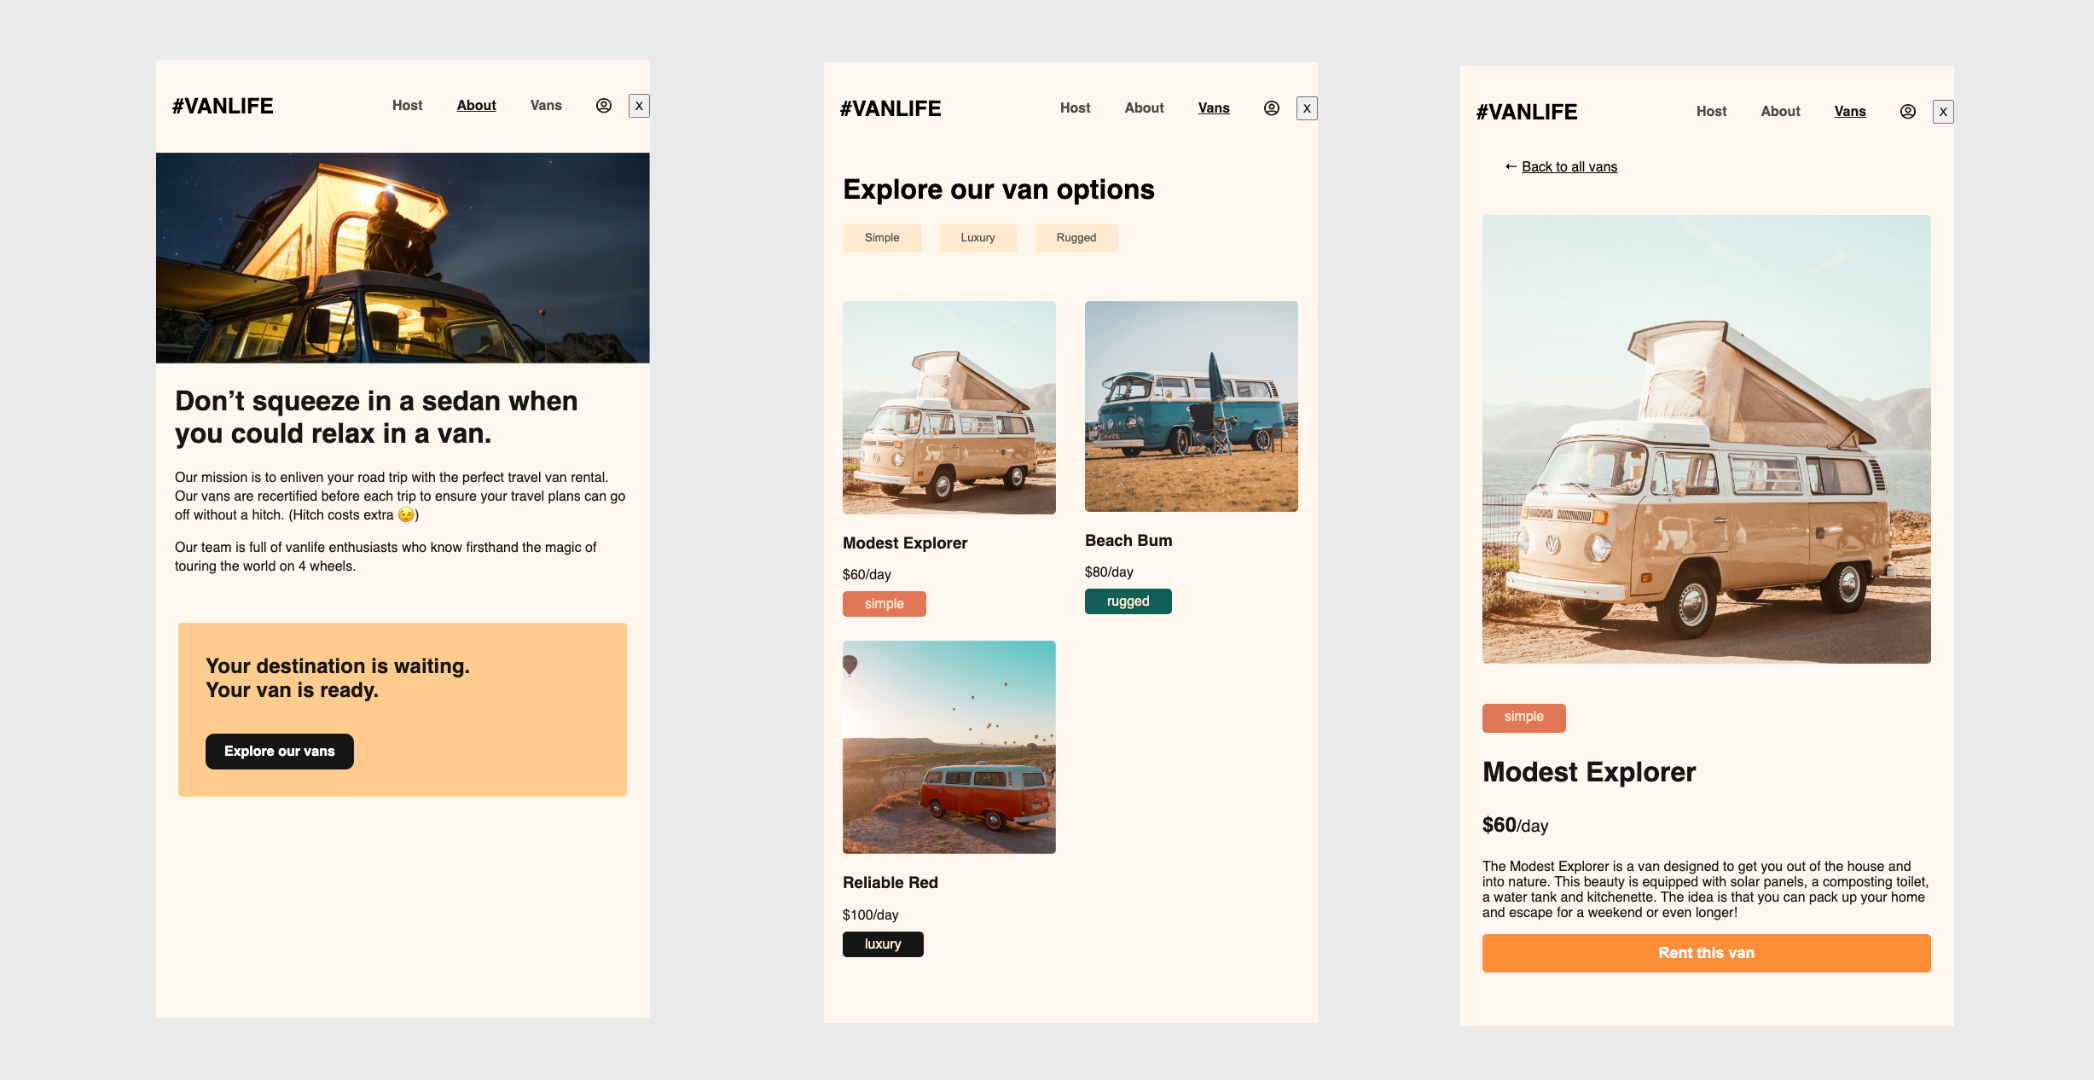 #VANLIFE
Host About Vans X
Don’t squeeze in a sedan when
you could relax in a van.
Our mission is to enliven your road trip with the perfect travel van rental.
Our vans are recertified before each trip to ensure your travel plans can go
off without a hitch. (Hitch costs extra 😉)
Our team is full of vanlife enthusiasts who know firsthand the magic of
touring the world on 4 wheels.
Your destination is waiting.
Your van is ready.
Explore our vans
#VANLIFE
Host About Vans X
Explore our van options
Simple Luxury Rugged
Modest Explorer
$60/day
simple
Beach Bum
$80/day
rugged
Reliable Red
$100/day
luxury
#VANLIFE
Host About Vans X
← Back to all vans
simple
Modest Explorer
$60/day
The Modest Explorer is a van designed to get you out of the house and
into nature. This beauty is equipped with solar panels, a composting toilet,
a water tank and kitchenette. The idea is that you can pack up your home
and escape for a weekend or even longer!
Rent this van